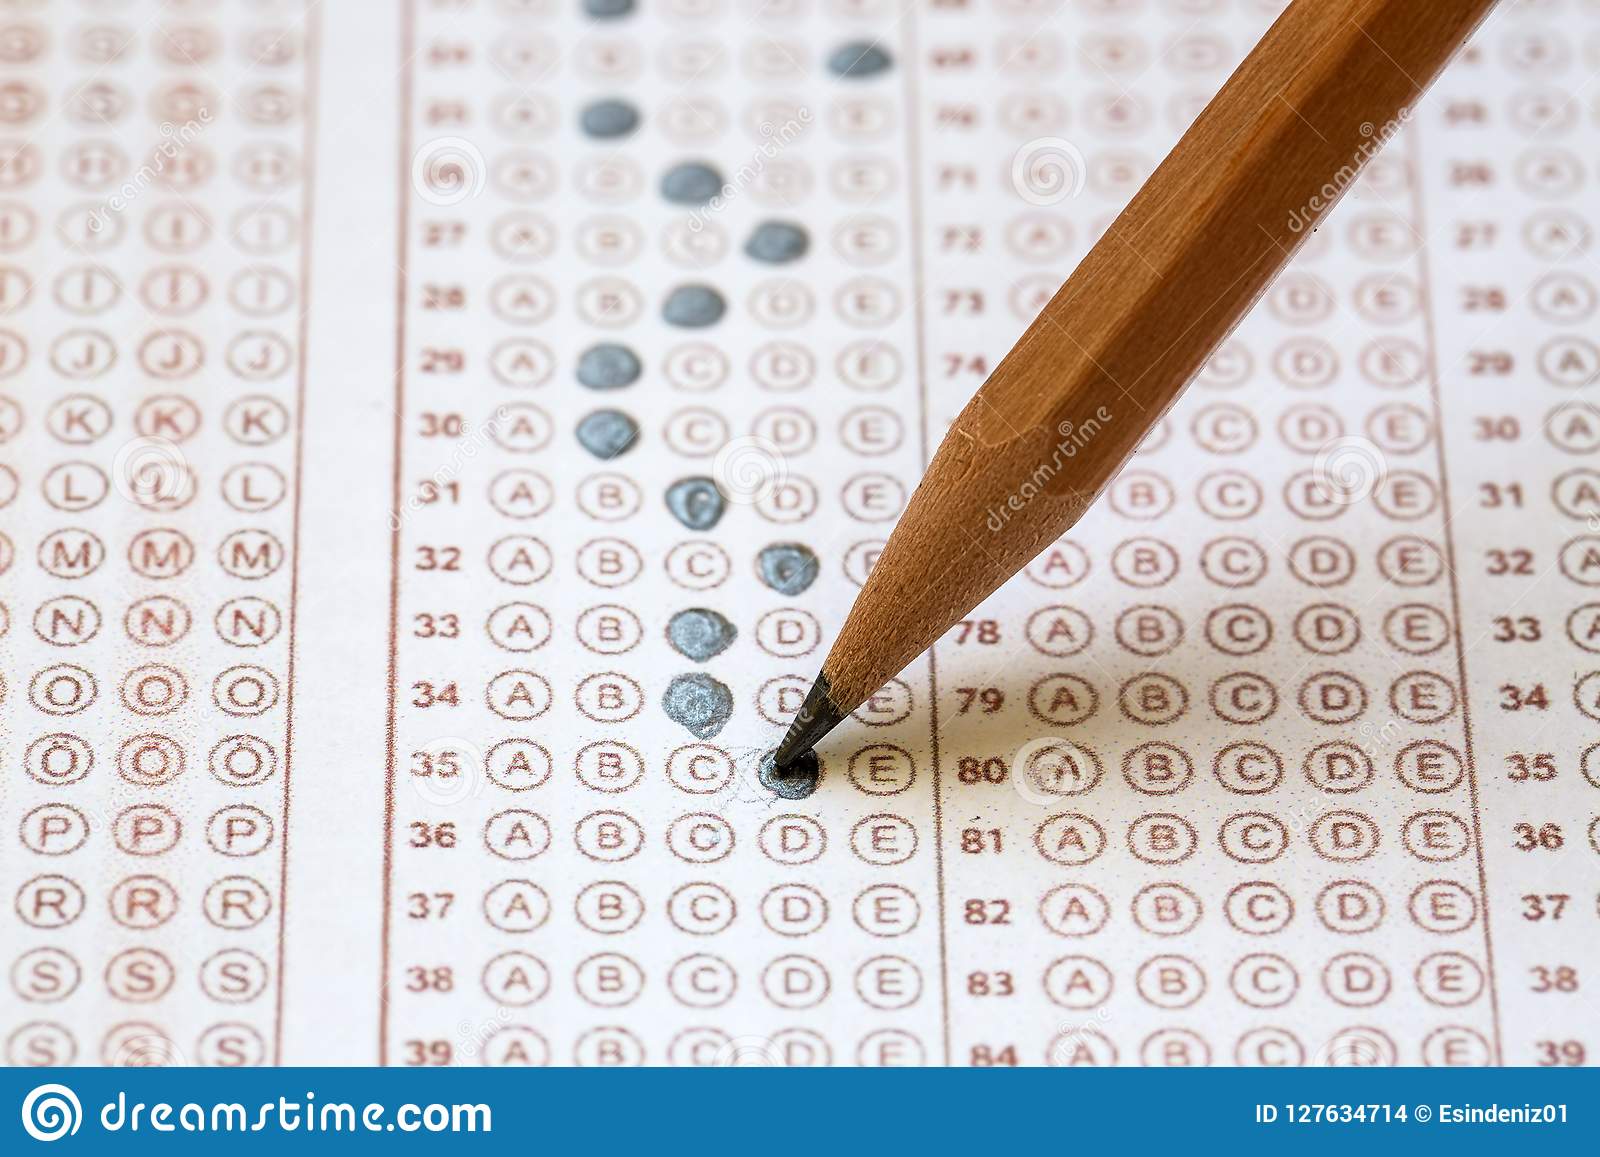 27 A B C E 72 A E 27 A
28 A B D E 73 A D E 28 A
29 A C D E 74 C D E 29 A
30 A C D E B C D E 30 A
31 A B D E B C D E 31 A
L L L
32 A B C E A B C D E 32 A
M M M
33 A B D 78 A B C D E 33 A
N N N
34 A B D E 79 A B C D E 34 A
O O O
35 A B C E 80 A B C D E 35 A
O O O
36 A B C D E 81 A B C D E 36
P P P
37 A B C D E 82 A B C D E 37
R R R
38 A B C D E 83 A B C D E 38
S S S
39 A B C D E 84 A B C D E 39
S S S
dreamstime.com ID 127634714 © Esindeniz01